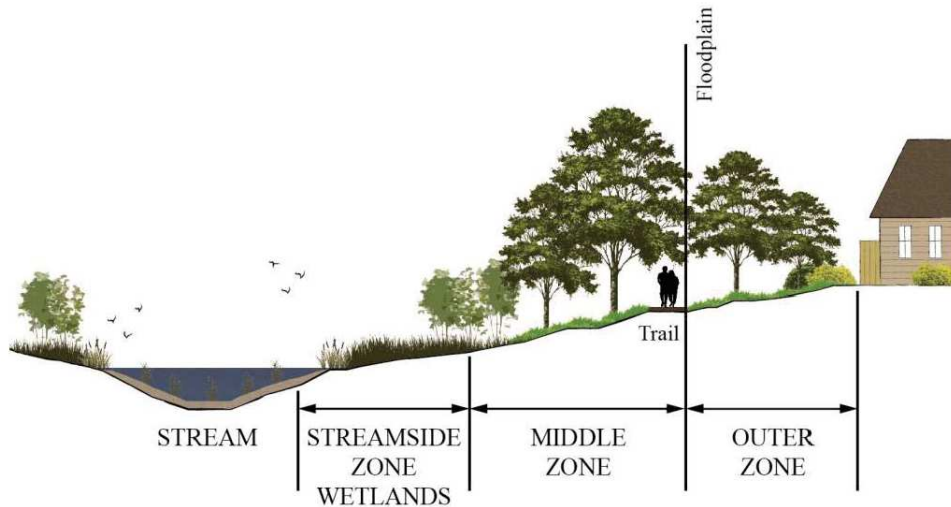 Floodplain
Trail
STREAM
STREAMSIDE
ZONE
WETLANDS
MIDDLE
ZONE
OUTER
ZONE